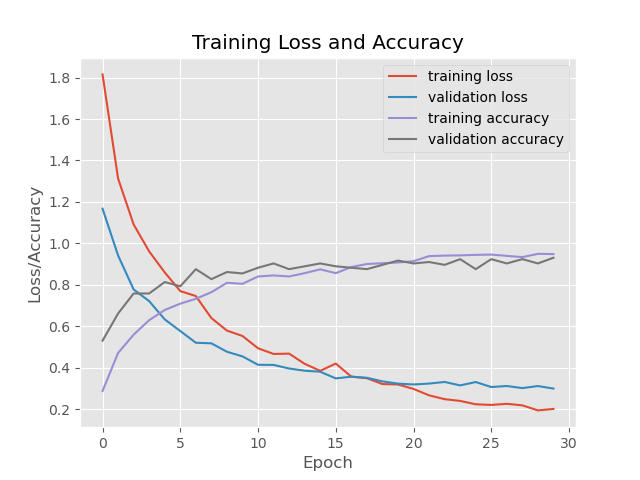 Training Loss and Accuracy
training loss
validation loss
training accuracy
validation accuracy
Loss/Accuracy
1.8
1.6
1.4
1.2
1.0
0.8
0.6
0.4
0.2
0 5 10 15 20 25 30
Epoch